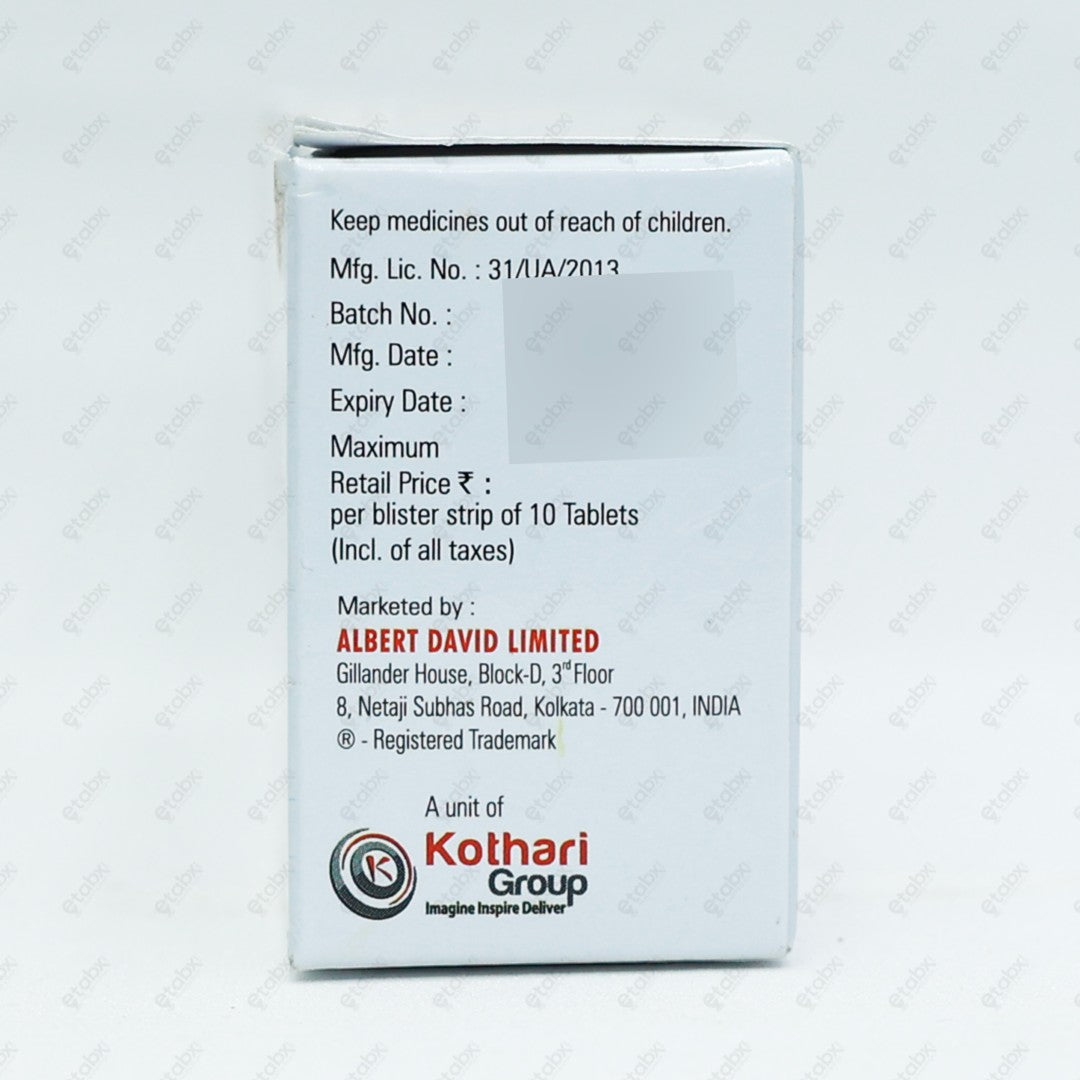 Keep medicines out of reach of children.
Mfg. Lic. No. : 31/UA/2013
Batch No. :
Mfg. Date :
Expiry Date :
Maximum
Retail Price ₹ :
per blister strip of 10 Tablets
(Incl. of all taxes)
Marketed by :
ALBERT DAVID LIMITED
Gillander House, Block-D, 3rd Floor
8, Netaji Subhas Road, Kolkata - 700 001, INDIA
® - Registered Trademark
A unit of
K
Kothari
Group
Imagine Inspire Deliver
etabx